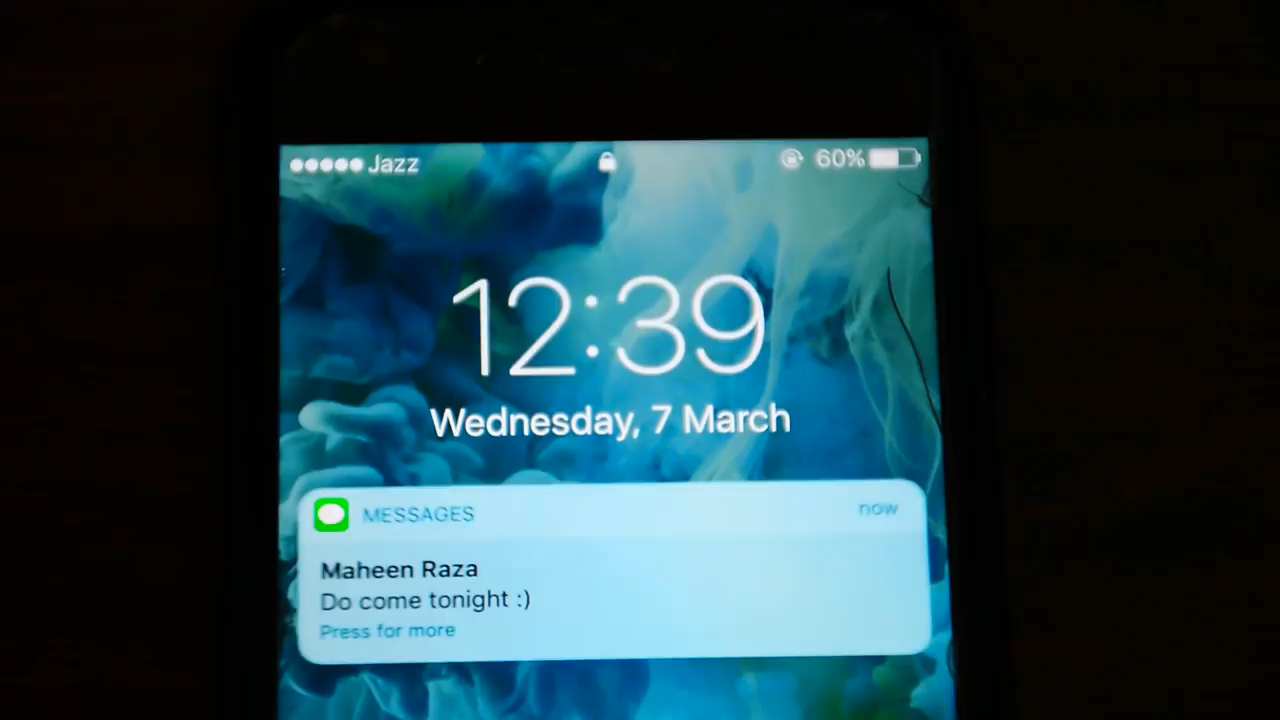 Jazz
60%
12:39
Wednesday, 7 March
MESSAGES
now
Maheen Raza
Do come tonight :)
Press for more